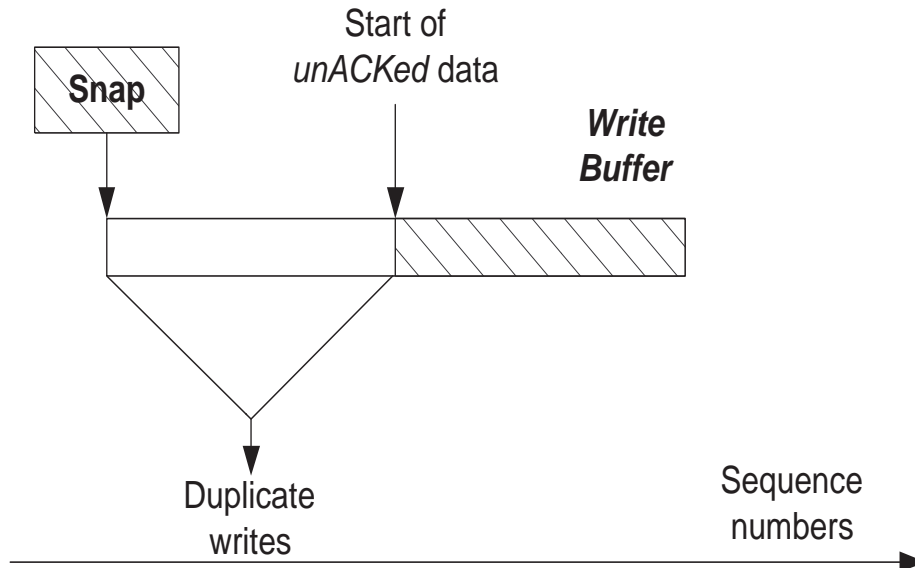 Start of
unACKed data
Snap
Write
Buffer
Duplicate
writes
Sequence
numbers